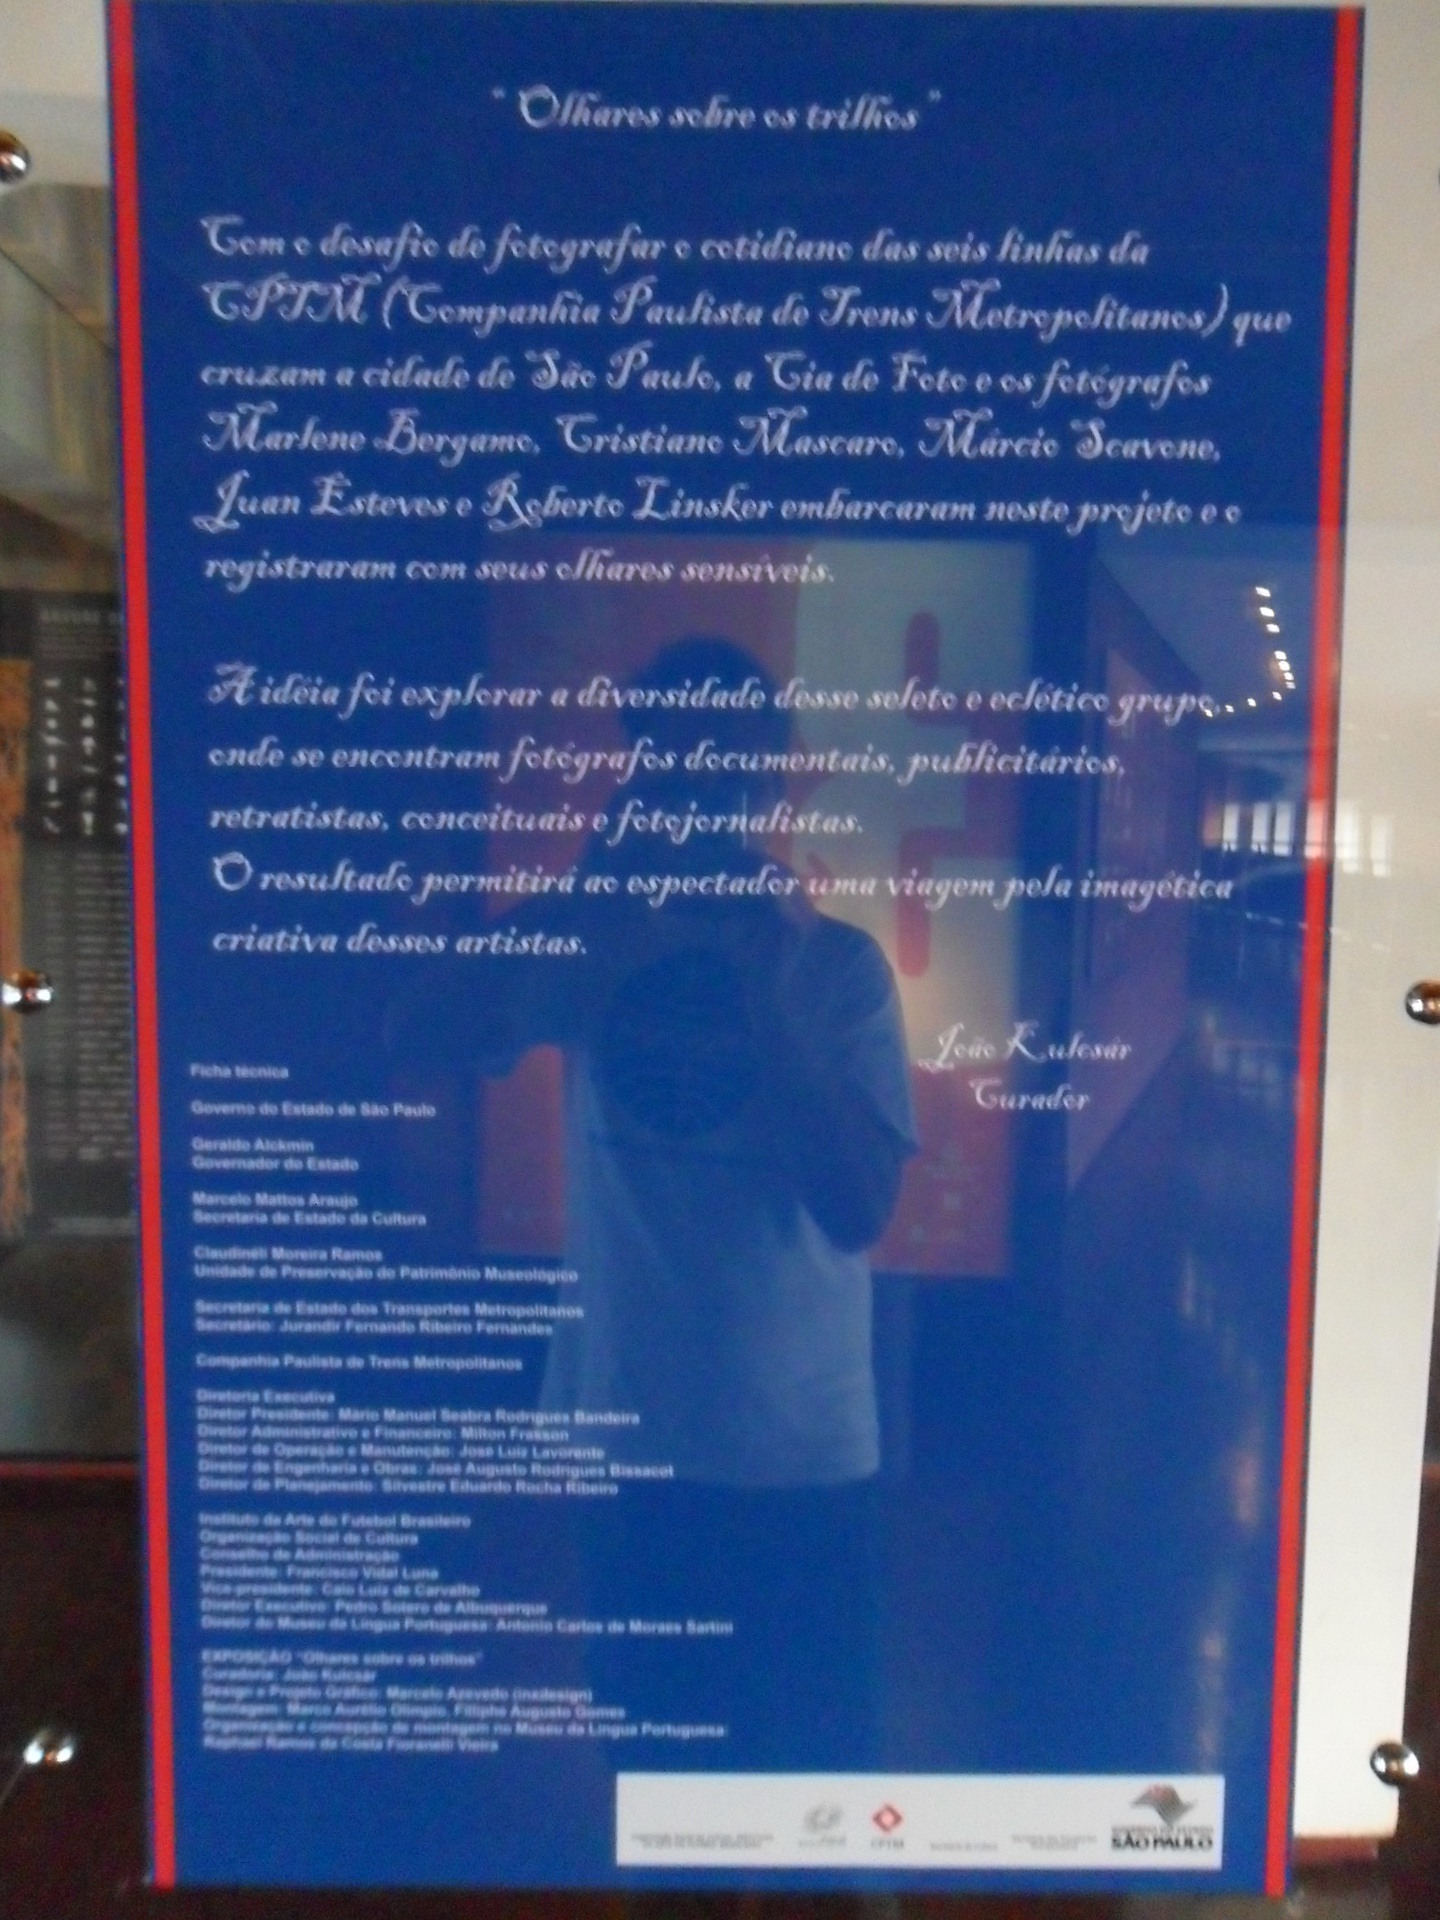 "Olhares sobre os trilhos"
Com o desafio de fotografar o cotidiano das seis linhas da
CPTM (Companhia Paulista de Trens Metropolitanos) que
cruzam a cidade de São Paulo, a Cia de Foto e os fotógrafos
Marlene Bergamo, Cristiano Mascaro, Márcio Scavone,
Juan Esteves e Roberto Linsker embarcaram neste projeto e o
registraram com seus olhares sensíveis.
A idéia foi explorar a diversidade desse seleto e eclético grupo,
onde se encontram fotógrafos documentais, publicitários,
retratistas, conceituais e fotojornalistas.
O resultado permitirá ao espectador uma viagem pela imagética
criativa desses artistas.
João Kulcsár
Curador
Ficha técnica
Governo do Estado de São Paulo
Geraldo Alckmin
Governador do Estado
Marcelo Mattos Araujo
Secretaria de Estado da Cultura
Claudinéli Moreira Ramos
Unidade de Preservação do Patrimônio Museológico
Secretaria de Estado dos Transportes Metropolitanos
Secretário: Jurandir Fernando Ribeiro Fernandes
Companhia Paulista de Trens Metropolitanos
Diretoria Executiva
Diretor Presidente: Mário Manuel Seabra Rodrigues Bandeira
Diretor Administrativo e Financeiro: Milton Frasson
Diretor de Operação e Manutenção: José Luiz Lavorente
Diretor de Engenharia e Obras: José Augusto Rodrigues Bissacot
Diretor de Planejamento: Silvestre Eduardo Rocha Ribeiro
Instituto da Arte do Futebol Brasileiro
Organização Social de Cultura
Conselho de Administração
Presidente: Francisco Vidal Luna
Vice-presidente: Caio Luiz de Carvalho
Diretor Executivo: Pedro Sotero de Albuquerque
Diretor do Museu da Língua Portuguesa: Antonio Carlos de Moraes Sartini
EXPOSIÇÃO "Olhares sobre os trilhos"
Curadoria: João Kulcsár
Design e Projeto Gráfico: Marcelo Azevedo (inxdesign)
Montagem: Marco Aurélio Olimpio, Filliphe Augusto Gomes
Organização e concepção de montagem no Museu da Língua Portuguesa:
Raphael Ramos da Costa Fioranelli Vieira
CPTM
SÃO PAULO